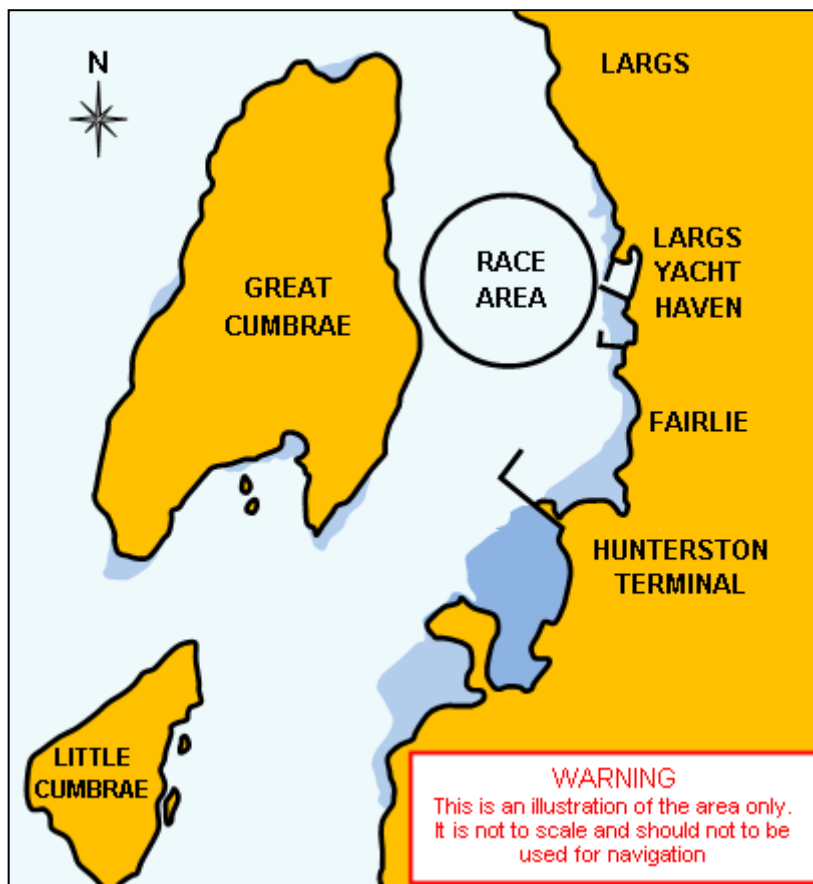 N
LARGS
LARGS
YACHT
HAVEN
RACE
AREA
GREAT
CUMBRAE
FAIRLIE
HUNTERSTON
TERMINAL
LITTLE
CUMBRAE
WARNING
This is an illustration of the area only.
It is not to scale and should not to be
used for navigation